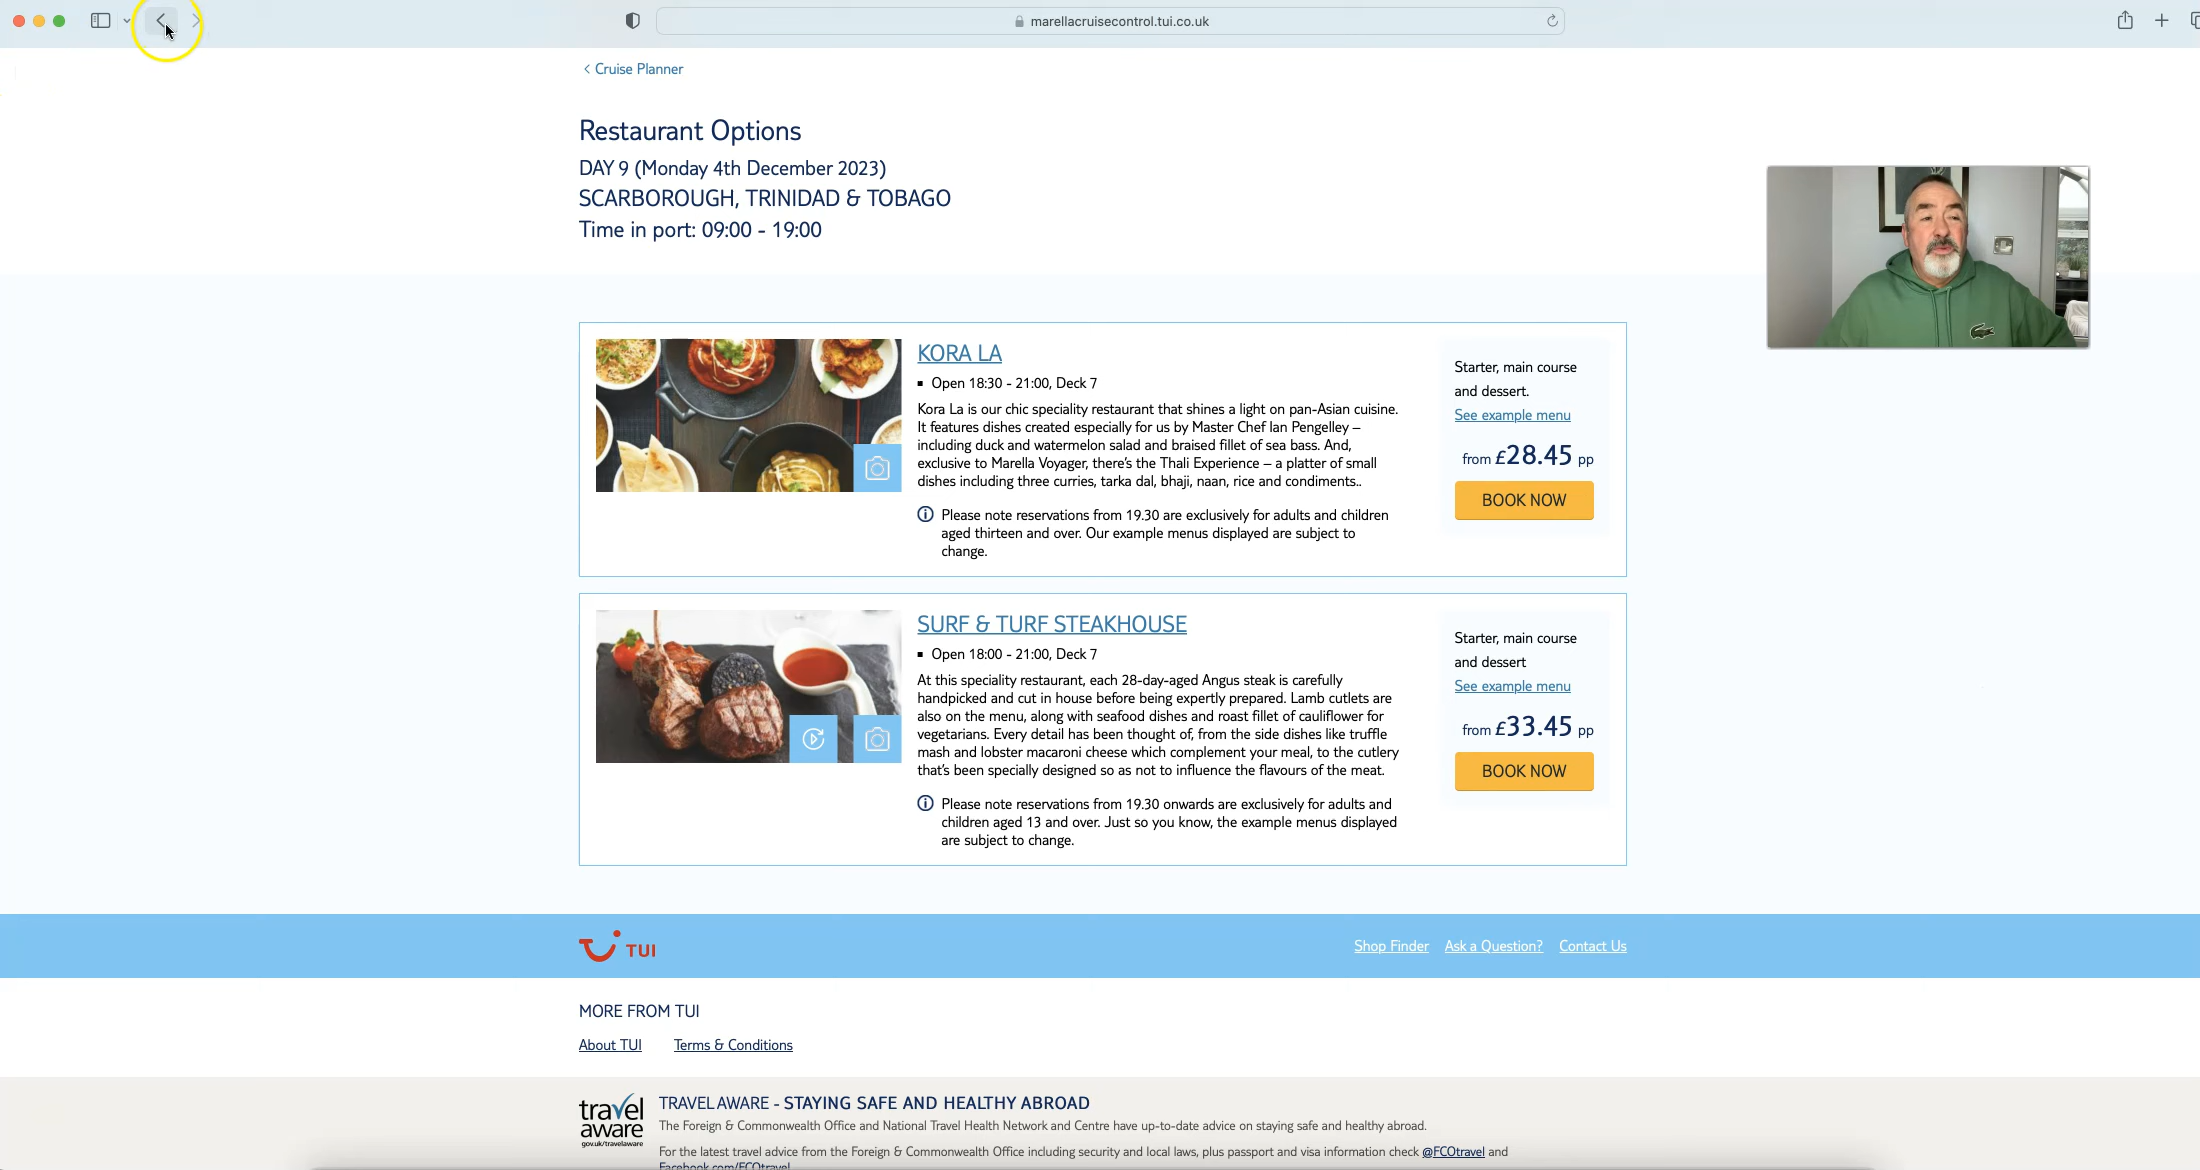 marellacruisecontrol.tui.co.uk
< Cruise Planner
Restaurant Options
DAY 9 (Monday 4th December 2023)
SCARBOROUGH, TRINIDAD & TOBAGO
Time in port: 09:00 - 19:00
KORA LA
▪ Open 18:30 - 21:00, Deck 7
Kora La is our chic speciality restaurant that shines a light on pan-Asian cuisine.
It features dishes created especially for us by Master Chef Ian Pengelley –
including duck and watermelon salad and braised fillet of sea bass. And,
exclusive to Marella Voyager, there's the Thali Experience – a platter of small
dishes including three curries, tarka dal, bhaji, naan, rice and condiments..
Please note reservations from 19.30 are exclusively for adults and children
aged thirteen and over. Our example menus displayed are subject to
change.
Starter, main course
and dessert.
See example menu
from £28.45 pp
BOOK NOW
SURF & TURF STEAKHOUSE
▪ Open 18:00 - 21:00, Deck 7
At this speciality restaurant, each 28-day-aged Angus steak is carefully
handpicked and cut in house before being expertly prepared. Lamb cutlets are
also on the menu, along with seafood dishes and roast fillet of cauliflower for
vegetarians. Every detail has been thought of, from the side dishes like truffle
mash and lobster macaroni cheese which complement your meal, to the cutlery
that's been specially designed so as not to influence the flavours of the meat.
Please note reservations from 19.30 onwards are exclusively for adults and
children aged 13 and over. Just so you know, the example menus displayed
are subject to change.
Starter, main course
and dessert
See example menu
from £33.45 pp
BOOK NOW
TUI
Shop Finder Ask a Question? Contact Us
MORE FROM TUI
About TUI Terms & Conditions
travel
aware
gov.uk/travelaware
TRAVEL AWARE - STAYING SAFE AND HEALTHY ABROAD
The Foreign & Commonwealth Office and National Travel Health Network and Centre have up-to-date advice on staying safe and healthy abroad.
For the latest travel advice from the Foreign & Commonwealth Office including security and local laws, plus passport and visa information check @FCOtravel and
Facebook.com/FCOtravel